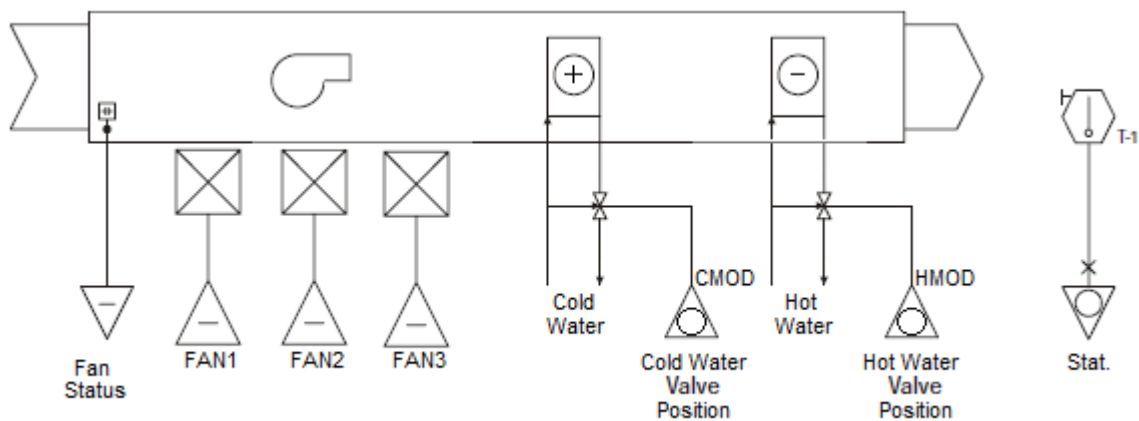 T-1
CMOD
HMOD
Cold
Water
Hot
Water
FAN1
FAN2
FAN3
Fan
Status
Cold Water
Valve
Position
Hot Water
Valve
Position
Stat.